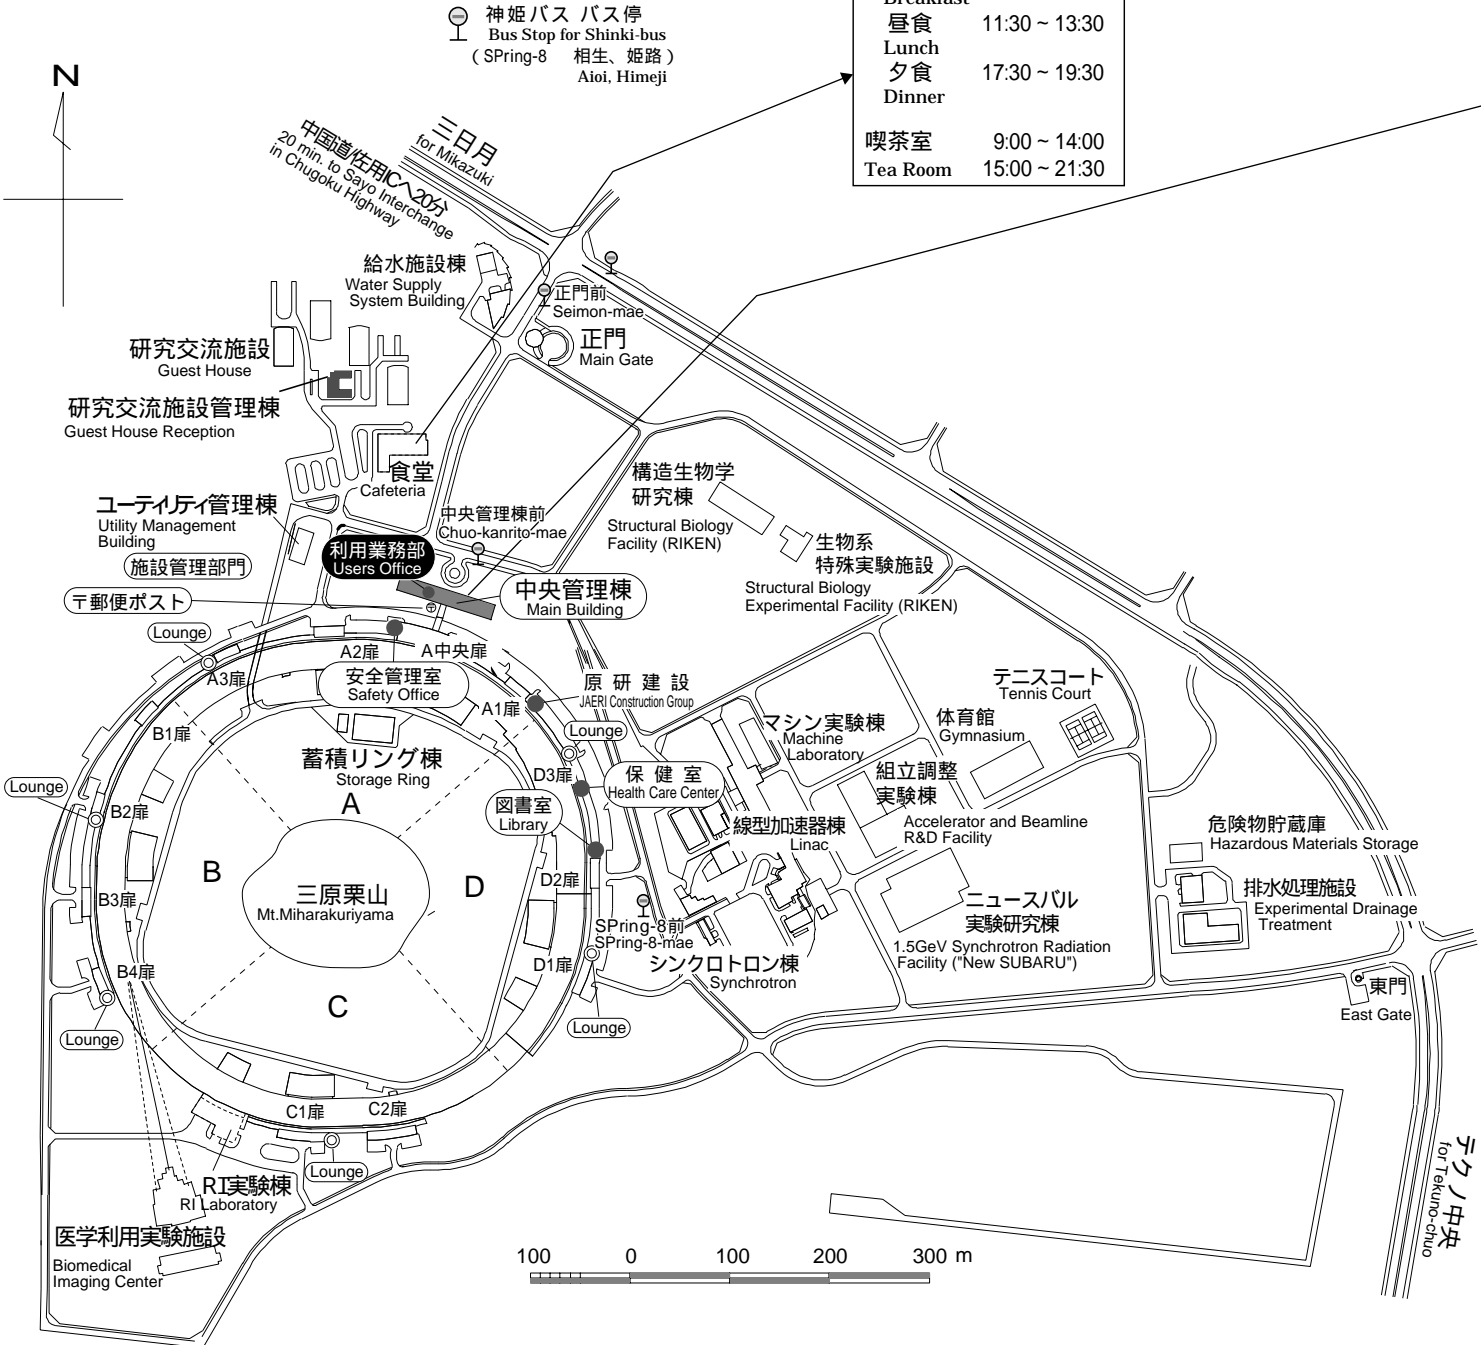 神姫バス バス停
Bus Stop for Shinki-bus
（SPring-8 相生、姫路）
Aioi, Himeji
Breakfast
昼食 11:30 ~ 13:30
Lunch
夕食 17:30 ~ 19:30
Dinner
喫茶室 9:00 ~ 14:00
Tea Room 15:00 ~ 21:30
N
三日月
for Mikazuki
中国道/佐用ICへ20分
20 min. to Sayo Interchange
in Chugoku Highway
給水施設棟
Water Supply
System Building
正門前
Seimon-mae
正門
Main Gate
研究交流施設
Guest House
研究交流施設管理棟
Guest House Reception
食堂
Cafeteria
ユーティリティ管理棟
Utility Management
Building
施設管理部門
〒郵便ポスト
中央管理棟前
Chuo-kanrito-mae
利用業務部
Users Office
中央管理棟
Main Building
〒
構造生物学
研究棟
Structural Biology
Facility (RIKEN)
生物系
特殊実験施設
Structural Biology
Experimental Facility (RIKEN)
Lounge
A2扉
A中央扉
A3扉
安全管理室
Safety Office
A1扉
原研建設
JAERI Construction Group
Lounge
B1扉
蓄積リング棟
Storage Ring
A
D3扉
保健室
Health Care Center
図書室
Library
Lounge
B2扉
B
三原栗山
Mt.Miharakuriyama
D
D2扉
B3扉
SPring-8前
SPring-8-mae
D1扉
B4扉
C
Lounge
Lounge
C1扉
C2扉
Lounge
RI実験棟
RI Laboratory
医学利用実験施設
Biomedical
Imaging Center
マシン実験棟
Machine
Laboratory
テニスコート
Tennis Court
体育館
Gymnasium
組立調整
実験棟
Accelerator and Beamline
R&D Facility
線型加速器棟
Linac
ニュースバル
実験研究棟
1.5GeV Synchrotron Radiation
Facility ("New SUBARU")
シンクロトロン棟
Synchrotron
危険物貯蔵庫
Hazardous Materials Storage
排水処理施設
Experimental Drainage
Treatment
東門
East Gate
テクノ中央
for Tekuno-chuo
100 0 100 200 300 m